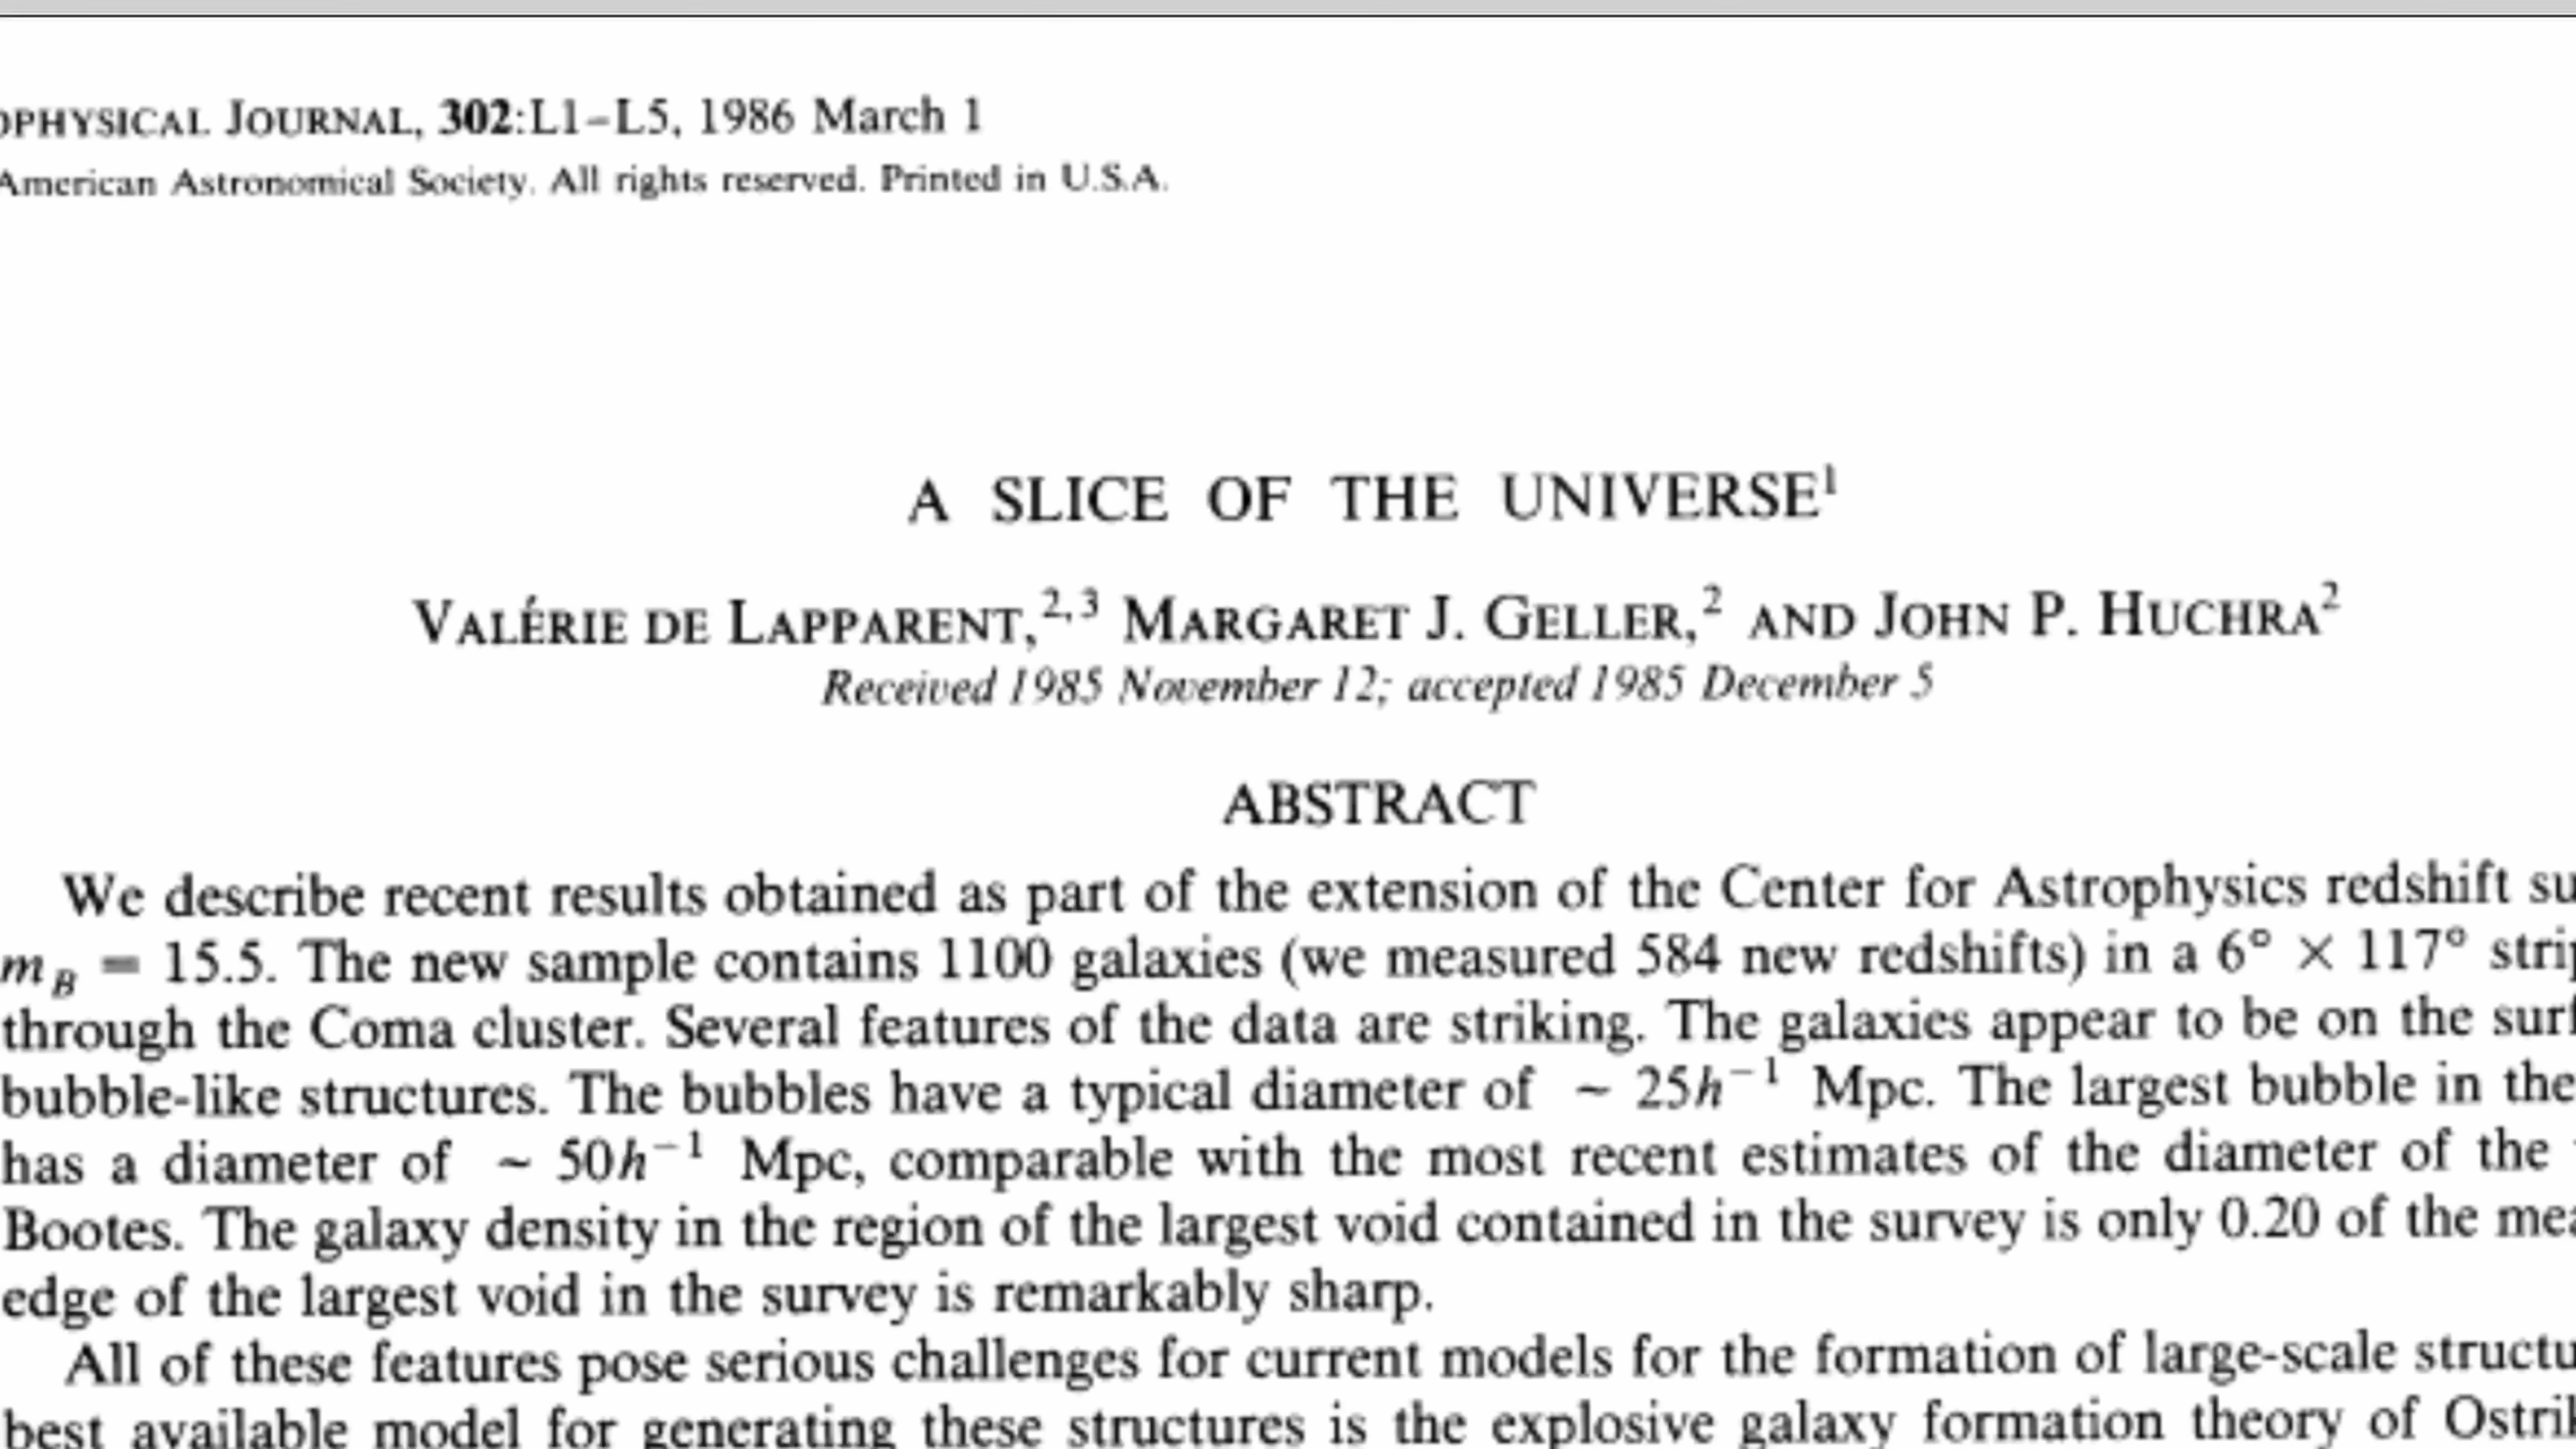 OPHYSICAL JOURNAL, 302:L1–L5, 1986 March 1
American Astronomical Society. All rights reserved. Printed in U.S.A.
A SLICE OF THE UNIVERSE¹
VALÉRIE DE LAPPARENT,²,³ MARGARET J. GELLER,² AND JOHN P. HUCHRA²
Received 1985 November 12; accepted 1985 December 5
ABSTRACT
We describe recent results obtained as part of the extension of the Center for Astrophysics redshift su
m_B = 15.5. The new sample contains 1100 galaxies (we measured 584 new redshifts) in a 6° × 117° strip
through the Coma cluster. Several features of the data are striking. The galaxies appear to be on the surf
bubble-like structures. The bubbles have a typical diameter of ~ 25h⁻¹ Mpc. The largest bubble in the
has a diameter of ~ 50h⁻¹ Mpc, comparable with the most recent estimates of the diameter of the
Bootes. The galaxy density in the region of the largest void contained in the survey is only 0.20 of the mea
edge of the largest void in the survey is remarkably sharp.
All of these features pose serious challenges for current models for the formation of large-scale structu
best available model for generating these structures is the explosive galaxy formation theory of Ostrik